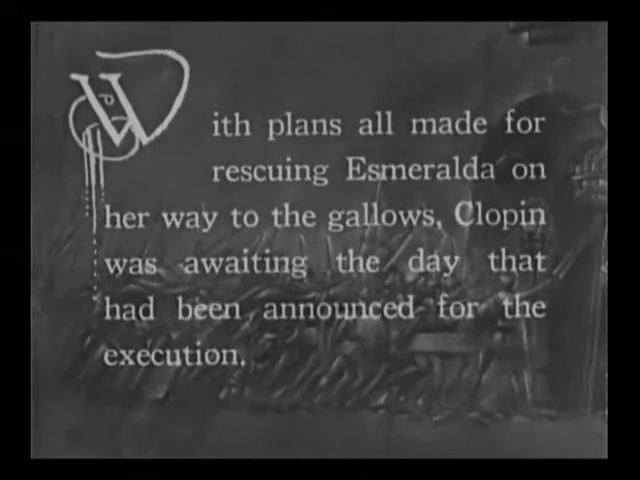 With plans all made for
rescuing Esmeralda on
her way to the gallows, Clopin
was awaiting the day that
had been announced for the
execution.